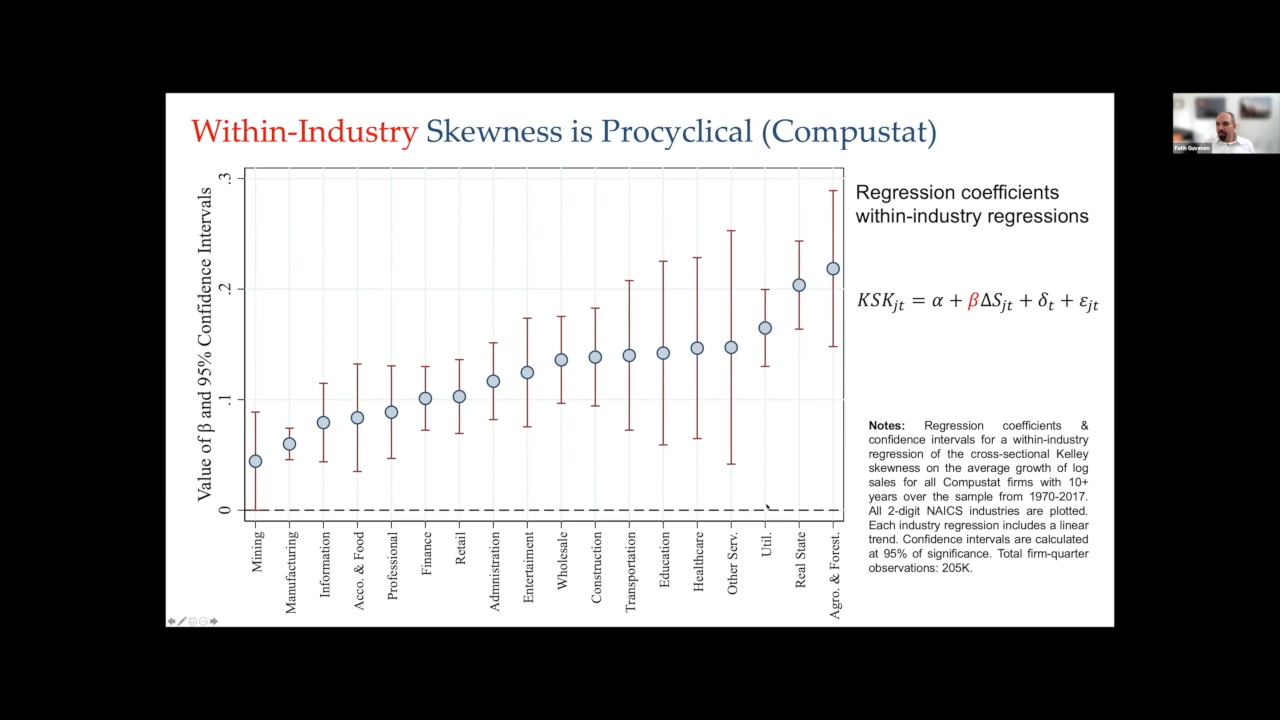 Within-Industry Skewness is Procyclical (Compustat)
Value of β and 95% Confidence Intervals
.3
.2
.1
0
Mining
Manufacturing
Information
Acco. & Food
Professional
Finance
Retail
Admnistration
Entertaiment
Wholesale
Construction
Transportation
Education
Healthcare
Other Serv.
Util.
Real State
Agro. & Forest.
Regression coefficients
within-industry regressions
KSK_jt = α + βΔS_jt + δ_t + ε_jt
Notes: Regression coefficients &
confidence intervals for a within-industry
regression of the cross-sectional Kelley
skewness on the average growth of log
sales for all Compustat firms with 10+
years over the sample from 1970-2017.
All 2-digit NAICS industries are plotted.
Each industry regression includes a linear
trend. Confidence intervals are calculated
at 95% of significance. Total firm-quarter
observations: 205K.
Fatih Guvenen